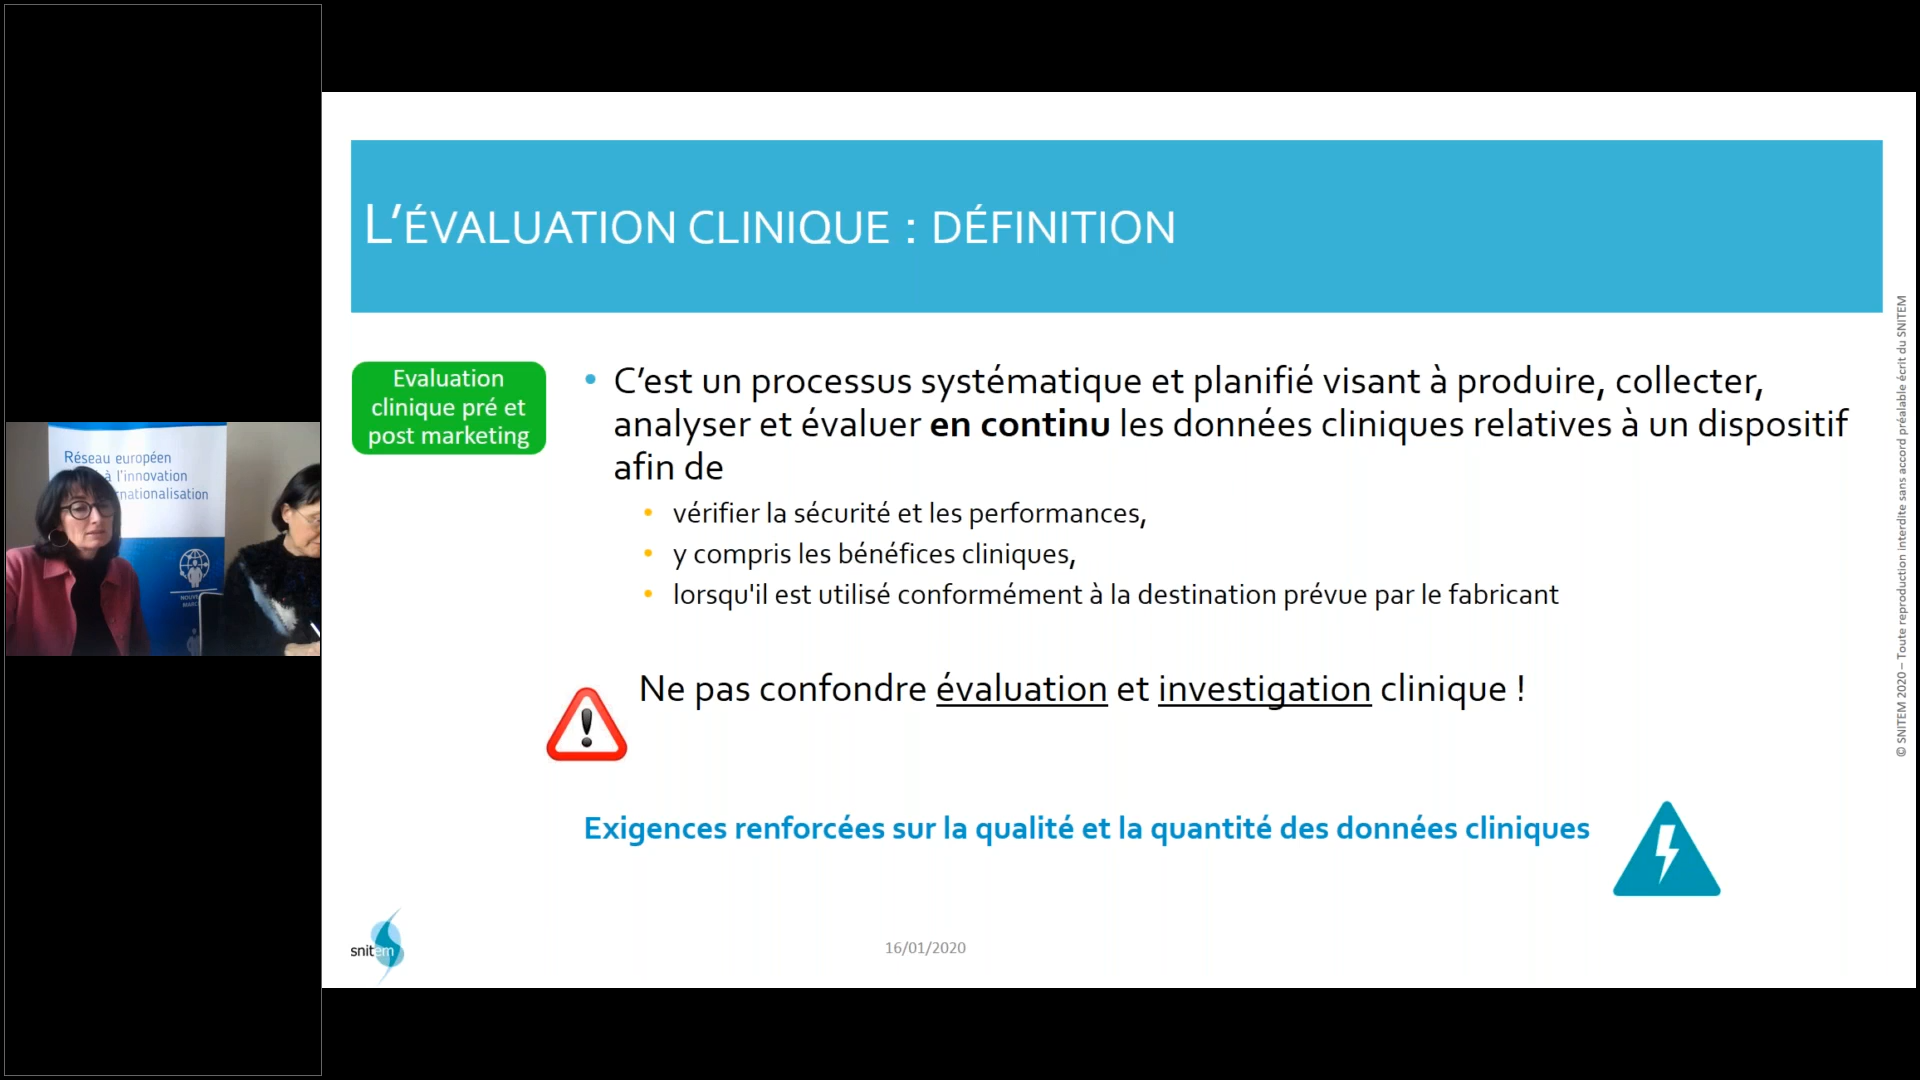 L'ÉVALUATION CLINIQUE : DÉFINITION
Evaluation
clinique pré et
post marketing
• C'est un processus systématique et planifié visant à produire, collecter,
analyser et évaluer en continu les données cliniques relatives à un dispositif
afin de
• vérifier la sécurité et les performances,
• y compris les bénéfices cliniques,
• lorsqu'il est utilisé conformément à la destination prévue par le fabricant
Ne pas confondre évaluation et investigation clinique !
Exigences renforcées sur la qualité et la quantité des données cliniques
snitem
16/01/2020
© SNITEM 2020 – Toute reproduction interdite sans accord préalable écrit du SNITEM
Réseau européen
à l'innovation
rnationalisation